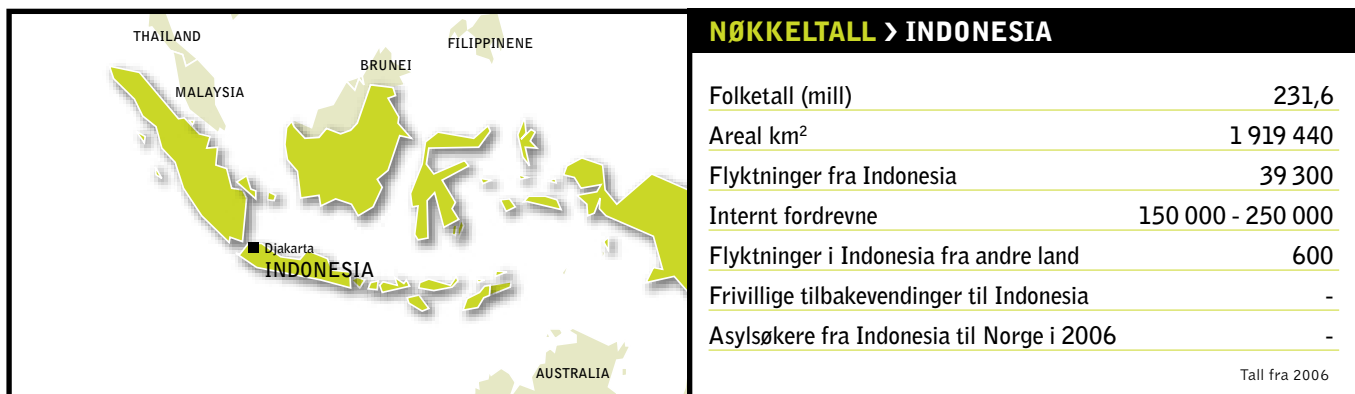 THAILAND
FILIPPINENE
BRUNEI
MALAYSIA
Djakarta
INDONESIA
AUSTRALIA
NØKKELTALL > INDONESIA
Folketall (mill) 231,6
Areal km² 1 919 440
Flyktninger fra Indonesia 39 300
Internt fordrevne 150 000 - 250 000
Flyktninger i Indonesia fra andre land 600
Frivillige tilbakevendinger til Indonesia -
Asylsøkere fra Indonesia til Norge i 2006 -
Tall fra 2006